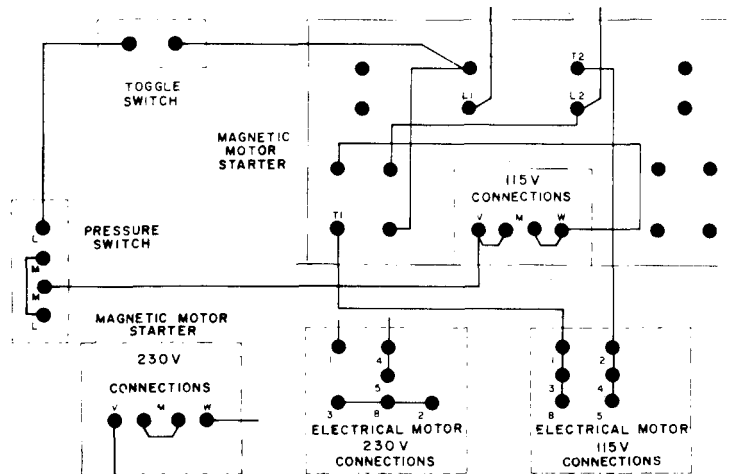 TOGGLE
SWITCH
T2
L1
L2
MAGNETIC
MOTOR
STARTER
115V
CONNECTIONS
V M W
T1
PRESSURE
SWITCH
L
M
M
L
MAGNETIC MOTOR
STARTER
230V
CONNECTIONS
V M W
4
5
3 8 2
ELECTRICAL MOTOR
230V
CONNECTIONS
1 2
3 4
8 5
ELECTRICAL MOTOR
115V
CONNECTIONS